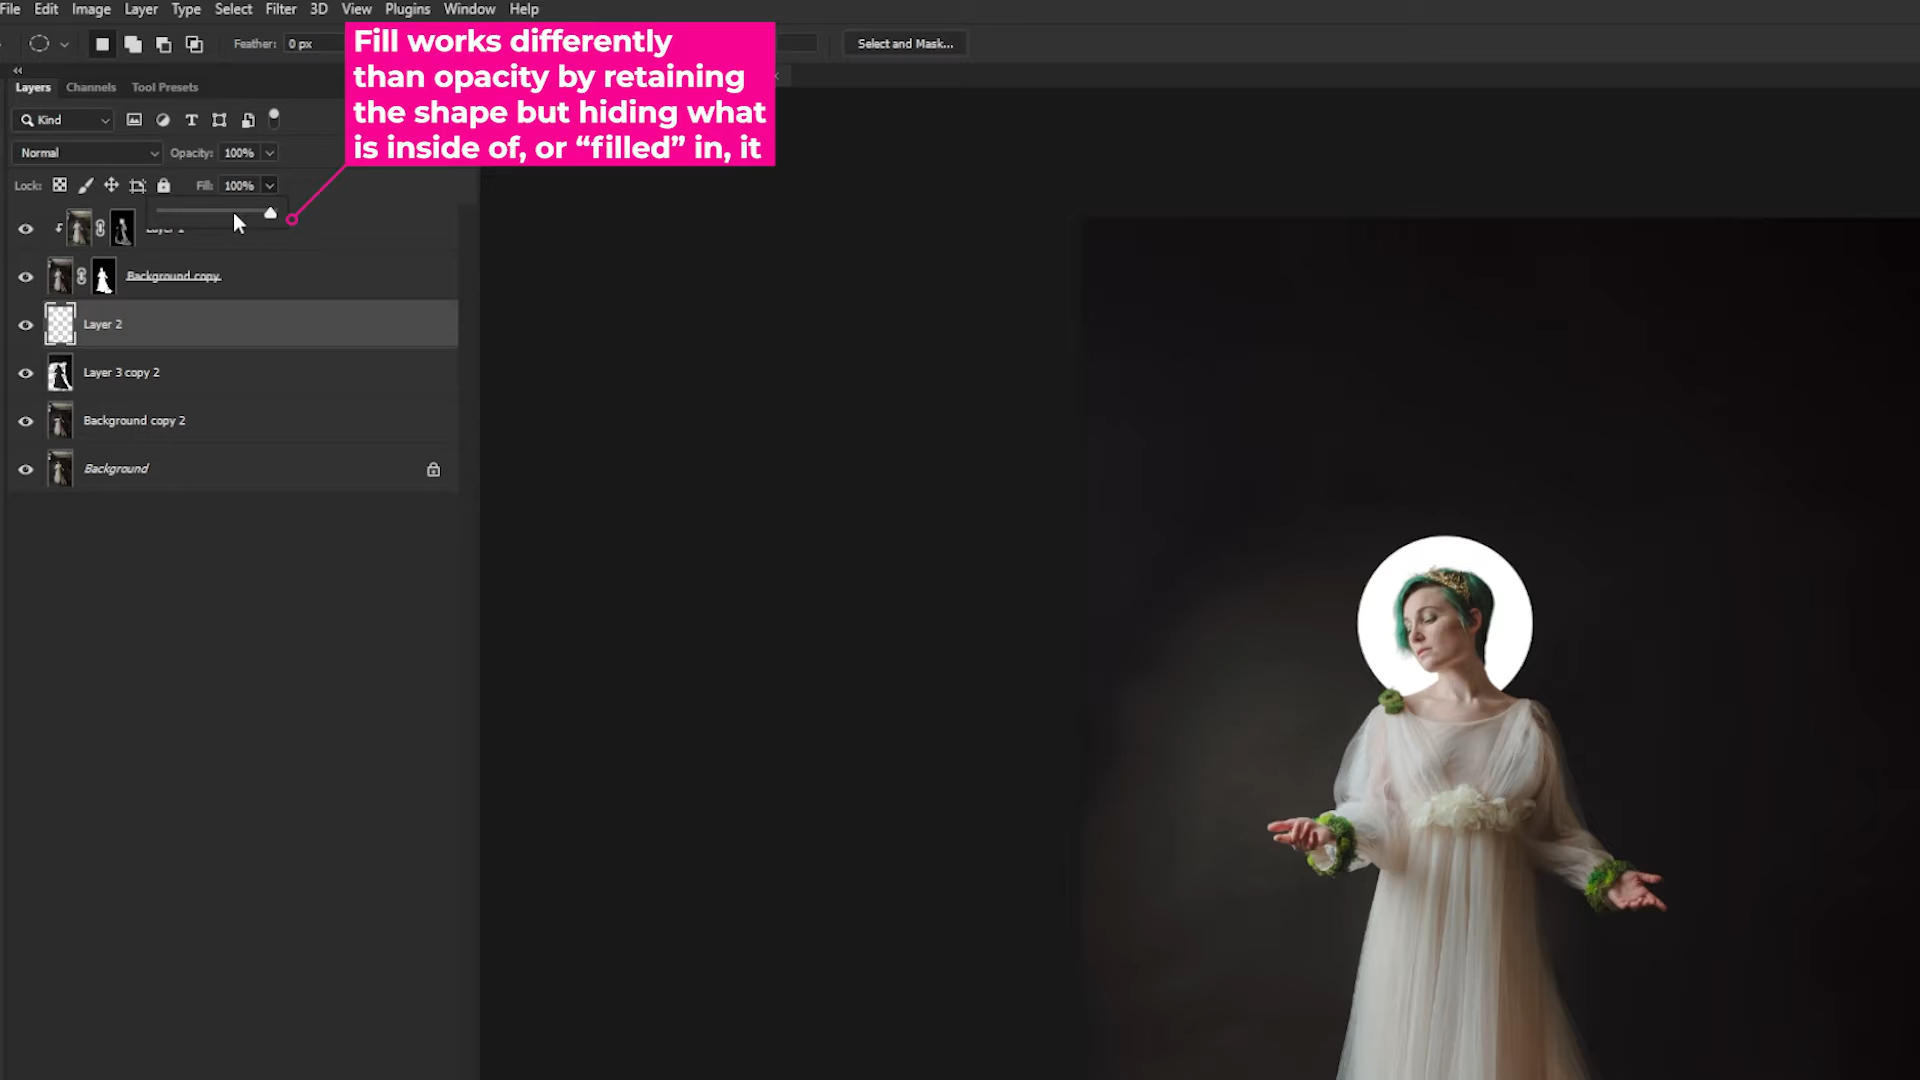 File Edit Image Layer Type Select Filter 3D View Plugins Window Help
Feather: 0 px
Select and Mask...
Fill works differently
than opacity by retaining
the shape but hiding what
is inside of, or “filled” in, it
Layers Channels Tool Presets
Kind
Normal Opacity: 100%
Lock: Fill: 100%
Background copy
Layer 2
Layer 3 copy 2
Background copy 2
Background